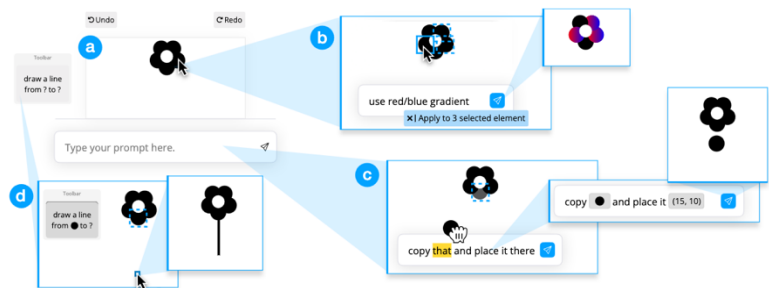 Undo
Redo
a
Toolbar
draw a line
from ? to ?
Type your prompt here.
b
use red/blue gradient
Apply to 3 selected element
c
copy that and place it there
copy and place it (15, 10)
d
Toolbar
draw a line
from to ?